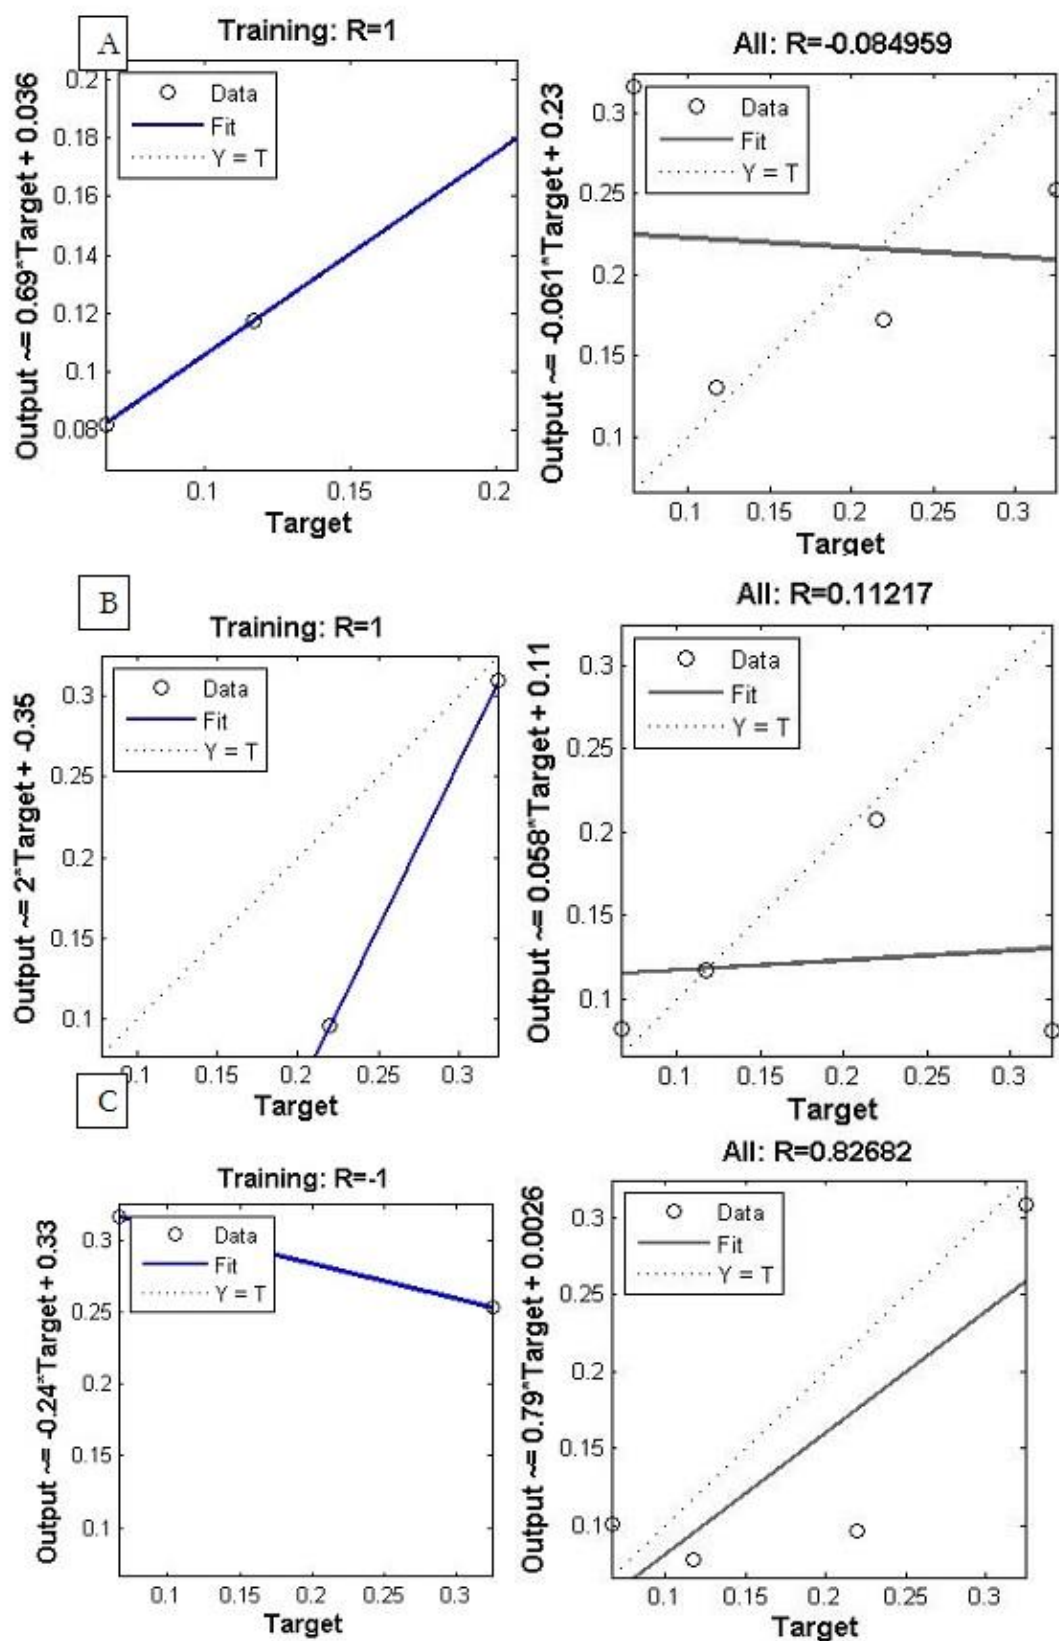 A
Training: R=1
Output ~= 0.69*Target + 0.036
0.2
0.18
0.16
0.14
0.12
0.1
0.08
Data
Fit
Y = T
0.1
0.15
0.2
Target
All: R=-0.084959
Output ~= -0.061*Target + 0.23
0.3
0.25
0.2
0.15
0.1
Data
Fit
Y = T
0.1
0.15
0.2
0.25
0.3
Target
B
Training: R=1
Output ~= 2*Target + -0.35
0.3
0.25
0.2
0.15
0.1
Data
Fit
Y = T
0.1
0.15
0.2
0.25
0.3
Target
All: R=0.11217
Output ~= 0.058*Target + 0.11
0.3
0.25
0.2
0.15
0.1
Data
Fit
Y = T
0.1
0.15
0.2
0.25
0.3
Target
C
Training: R=-1
Output ~= -0.24*Target + 0.33
0.3
0.25
0.2
0.15
0.1
Data
Fit
Y = T
0.1
0.15
0.2
0.25
0.3
Target
All: R=0.82682
Output ~= 0.79*Target + 0.0026
0.3
0.25
0.2
0.15
0.1
Data
Fit
Y = T
0.1
0.15
0.2
0.25
0.3
Target